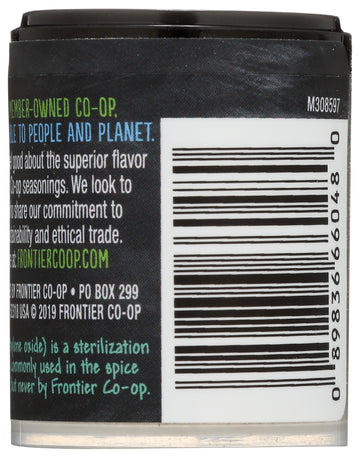 EMBER-OWNED CO-OP.
LE TO PEOPLE AND PLANET.
good about the superior flavor
Co-op seasonings. We look to
share our commitment to
and ethical trade.
at FRONTIERCOOP.COM
BY FRONTIER CO-OP • PO BOX 299
USA © 2019 FRONTIER CO-OP
oxide) is a sterilization
commonly used in the spice
but never by Frontier Co-op.
M308597
0 89836 66048 0